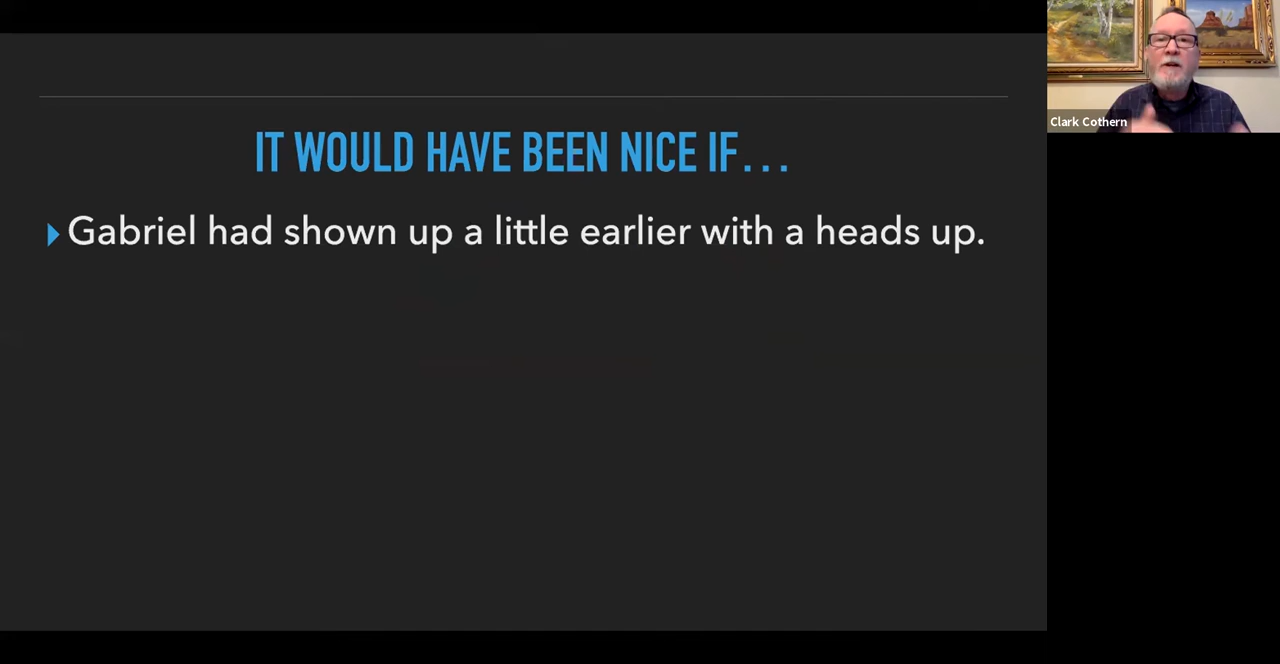 IT WOULD HAVE BEEN NICE IF...
Gabriel had shown up a little earlier with a heads up.
Clark Cothern